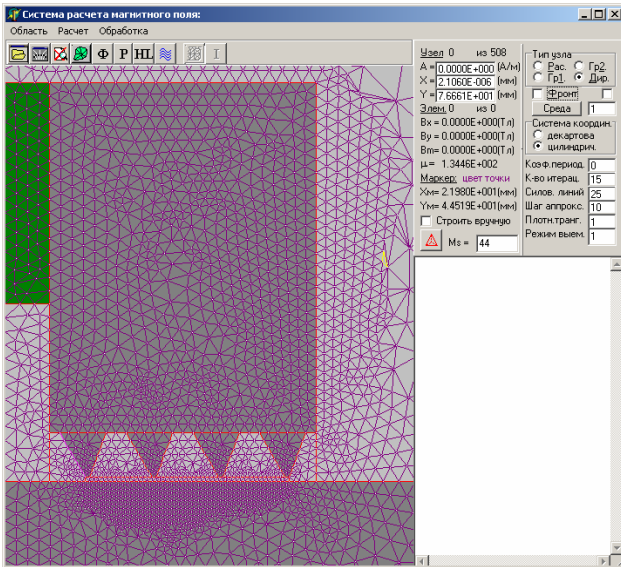 Система расчета магнитного поля:
Область Расчет Обработка
Ф P HL I
Узел 0 из 508
A = 0.0000E+000 (А/м)
X = 2.1060E-006 (мм)
Y = 7.6661E+001 (мм)
Элем. 0 из 0
Bx = 0.0000E+000(Тл)
By = 0.0000E+000(Тл)
Bm= 0.0000E+000(Тл)
μ= 1.3446E+002
Маркер: цвет точки
Xм= 2.1980E+001(мм)
Yм= 4.4519E+001(мм)
Строить вручную
Ms = 44
Тип узла
Рас. Гр2.
Гр1. Дир.
Фронт
Среда 1
Система координ.
декартова
цилиндрич.
Коэф.период. 0
К-во итерац. 15
Силов. линий 25
Шаг аппрокс. 10
Плотн.транг. 1
Режим выем. 1